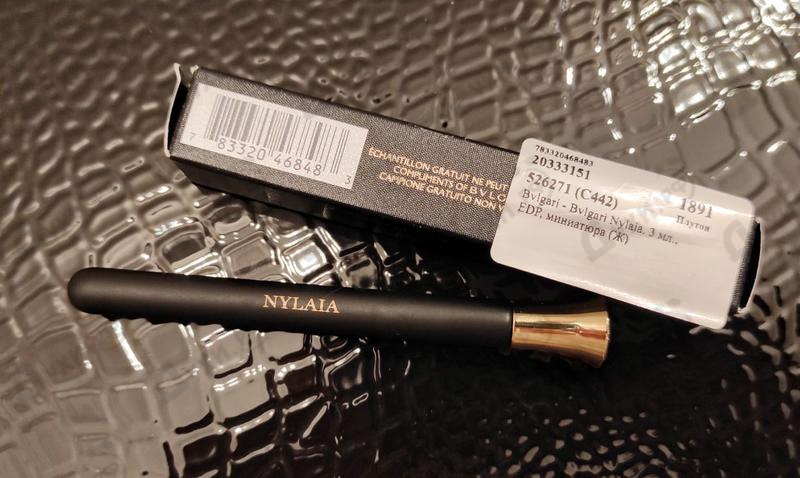 7 83320 46848 3
ÉCHANTILLON GRATUIT NE PEUT
COMPLIMENTS OF BVLG
CAMPIONE GRATUITO NON
783320468483
20333151
526271 (C442) 1891
Плутон
Bvlgari - Bvlgari Nylaia, 3 мл.,
EDP, миниатюра (Ж)
NYLAIA